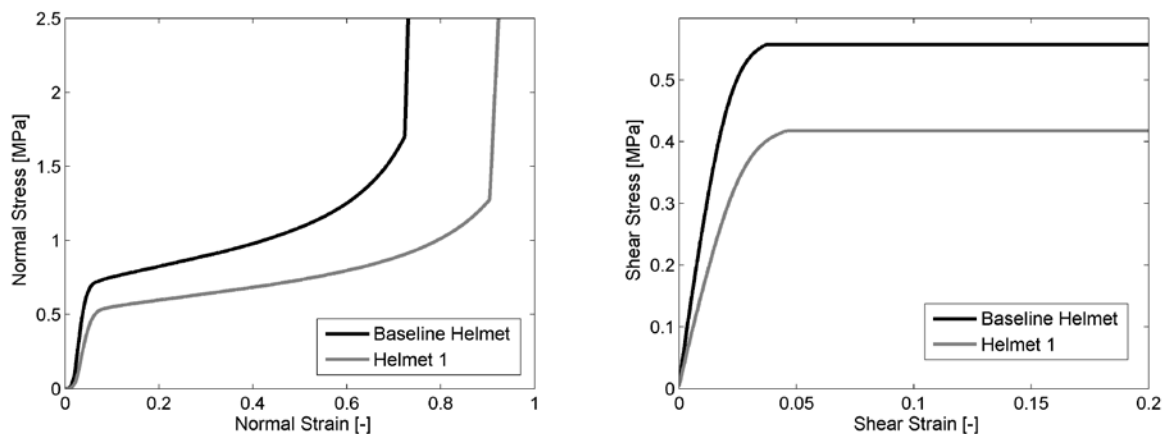 2.5
2
1.5
1
0.5
0
Normal Stress [MPa]
0 0.2 0.4 0.6 0.8 1
Normal Strain [-]
Baseline Helmet
Helmet 1
0.5
0.4
0.3
0.2
0.1
0
Shear Stress [MPa]
0 0.05 0.1 0.15 0.2
Shear Strain [-]
Baseline Helmet
Helmet 1